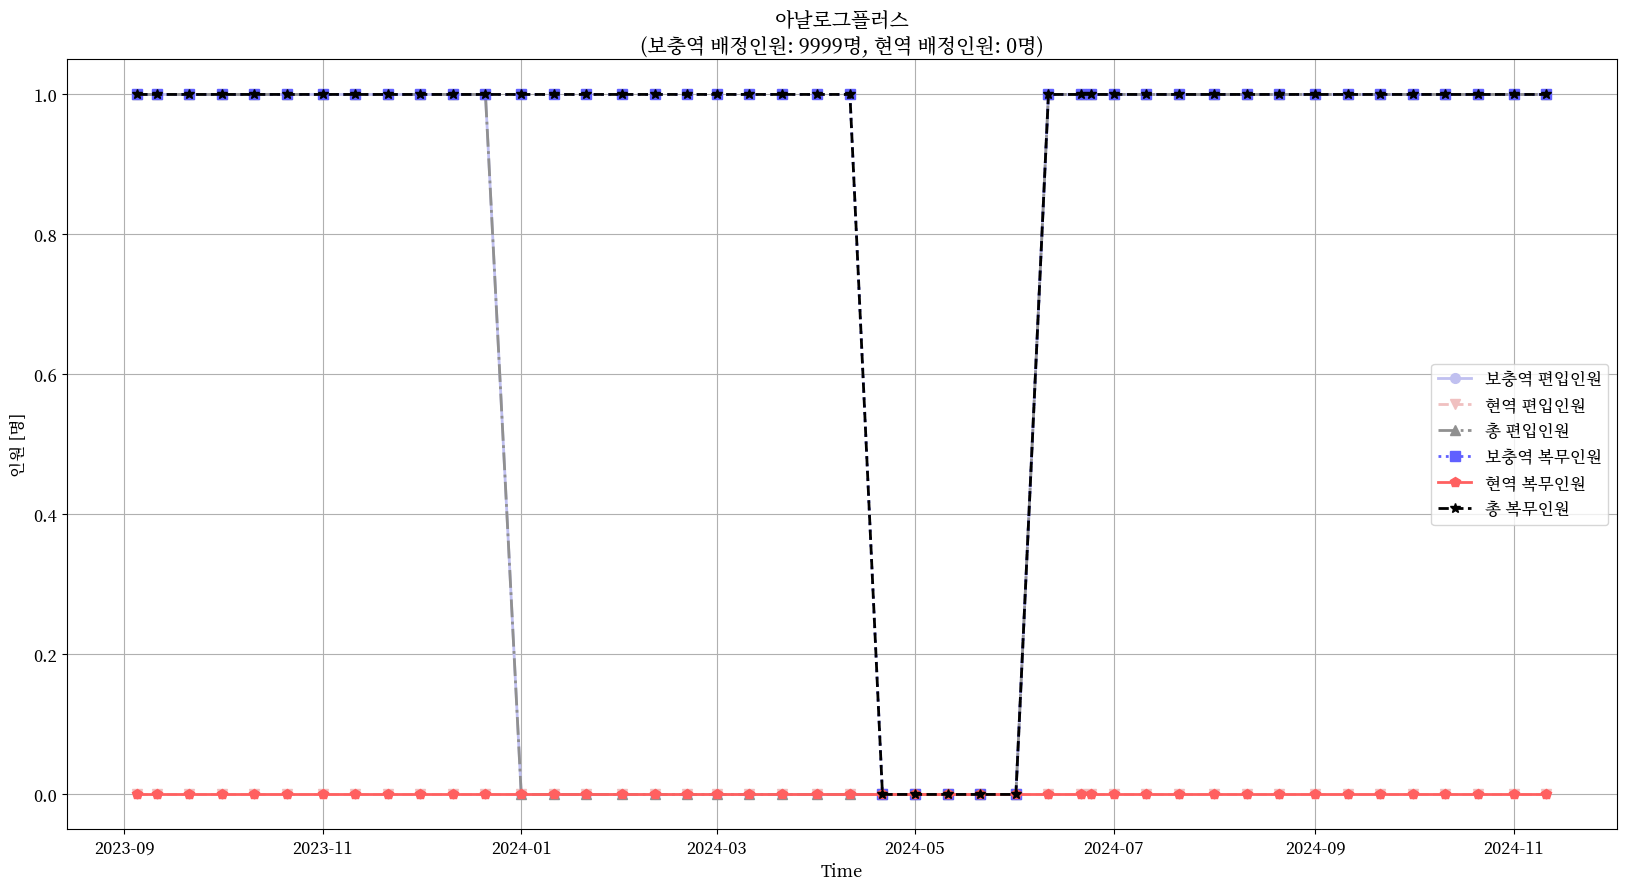 아날로그플러스
(보충역 배정인원: 9999명, 현역 배정인원: 0명)
인원 [명]
1.0
0.8
0.6
0.4
0.2
0.0
보충역 편입인원
현역 편입인원
총 편입인원
보충역 복무인원
현역 복무인원
총 복무인원
2023-09 2023-11 2024-01 2024-03 2024-05 2024-07 2024-09 2024-11
Time